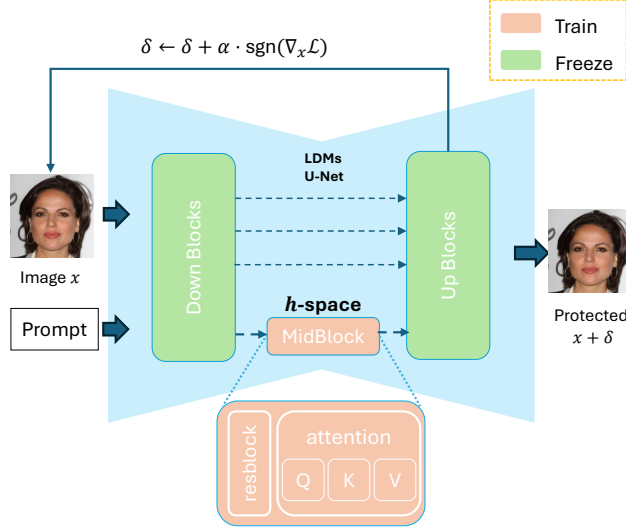 δ ← δ + α · sgn(∇ₓℒ)
Train
Freeze
LDMs
U-Net
Down Blocks
Up Blocks
Image x
Prompt
h-space
MidBlock
Protected
x + δ
resblock
attention
Q K V